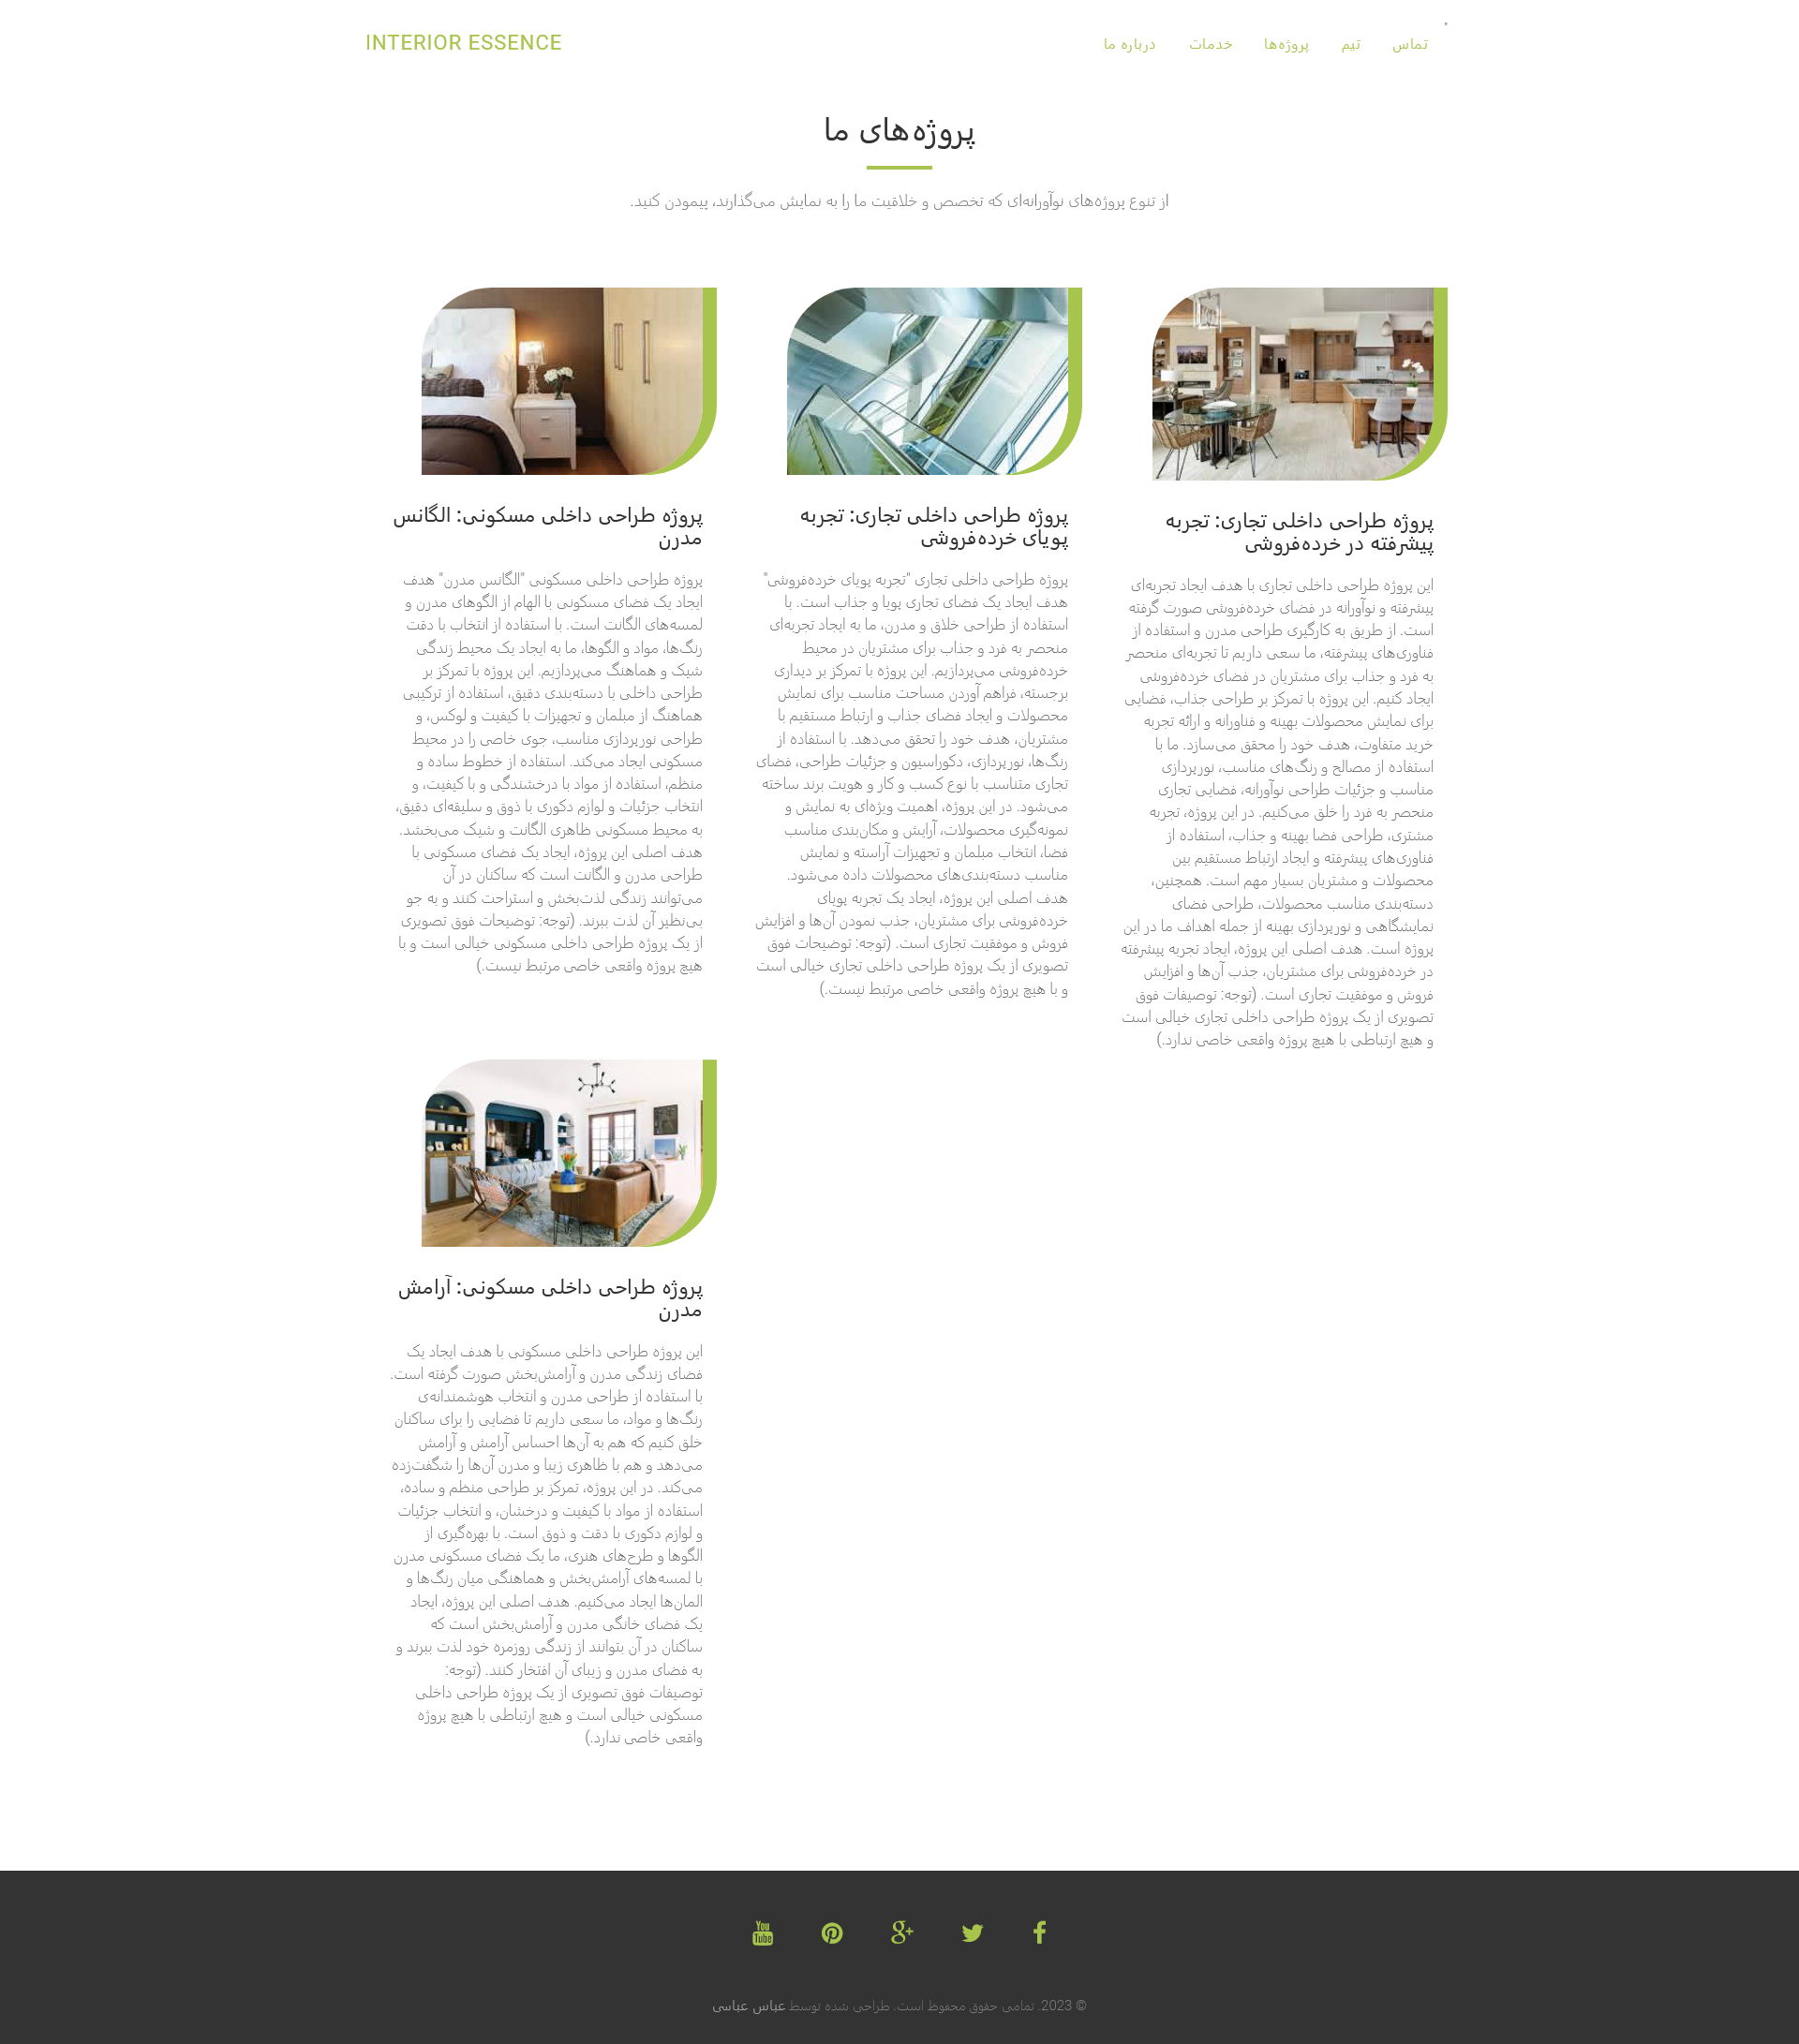 INTERIOR ESSENCE
درباره ما
خدمات
پروژه‌ها
تیم
تماس
پروژه‌های ما
از تنوع پروژه‌های نوآورانه‌ای که تخصص و خلاقیت ما را به نمایش می‌گذارند، پیمودن کنید.
پروژه طراحی داخلی تجاری: تجربه
پیشرفته در خرده‌فروشی
این پروژه طراحی داخلی تجاری با هدف ایجاد تجربه‌ای
پیشرفته و نوآورانه در فضای خرده‌فروشی صورت گرفته
است. از طریق به کارگیری طراحی مدرن و استفاده از
فناوری‌های پیشرفته، ما سعی داریم تا تجربه‌ای منحصر
به فرد و جذاب برای مشتریان در فضای خرده‌فروشی
ایجاد کنیم. این پروژه با تمرکز بر طراحی جذاب، فضایی
برای نمایش محصولات بهینه و فناورانه و ارائه تجربه
خرید متفاوت، هدف خود را محقق می‌سازد. ما با
استفاده از مصالح و رنگ‌های مناسب، نورپردازی
مناسب و جزئیات طراحی نوآورانه، فضایی تجاری
منحصر به فرد را خلق می‌کنیم. در این پروژه، تجربه
مشتری، طراحی فضا بهینه و جذاب، استفاده از
فناوری‌های پیشرفته و ایجاد ارتباط مستقیم بین
محصولات و مشتریان بسیار مهم است. همچنین،
دسته‌بندی مناسب محصولات، طراحی فضای
نمایشگاهی و نورپردازی بهینه از جمله اهداف ما در این
پروژه است. هدف اصلی این پروژه، ایجاد تجربه پیشرفته
در خرده‌فروشی برای مشتریان، جذب آن‌ها و افزایش
فروش و موفقیت تجاری است. (توجه: توصیفات فوق
تصویری از یک پروژه طراحی داخلی تجاری خیالی است
و هیچ ارتباطی با هیچ پروژه واقعی خاصی ندارد.)
پروژه طراحی داخلی تجاری: تجربه
پویای خرده‌فروشی
پروژه طراحی داخلی تجاری "تجربه پویای خرده‌فروشی"
هدف ایجاد یک فضای تجاری پویا و جذاب است. با
استفاده از طراحی خلاق و مدرن، ما به ایجاد تجربه‌ای
منحصر به فرد و جذاب برای مشتریان در محیط
خرده‌فروشی می‌پردازیم. این پروژه با تمرکز بر دیداری
برجسته، فراهم آوردن مساحت مناسب برای نمایش
محصولات و ایجاد فضای جذاب و ارتباط مستقیم با
مشتریان، هدف خود را تحقق می‌دهد. با استفاده از
رنگ‌ها، نورپردازی، دکوراسیون و جزئیات طراحی، فضای
تجاری متناسب با نوع کسب و کار و هویت برند ساخته
می‌شود. در این پروژه، اهمیت ویژه‌ای به نمایش و
نمونه‌گیری محصولات، آرایش و مکان‌بندی مناسب
فضا، انتخاب مبلمان و تجهیزات آراسته و نمایش
مناسب دسته‌بندی‌های محصولات داده می‌شود.
هدف اصلی این پروژه، ایجاد یک تجربه پویای
خرده‌فروشی برای مشتریان، جذب نمودن آن‌ها و افزایش
فروش و موفقیت تجاری است. (توجه: توضیحات فوق
تصویری از یک پروژه طراحی داخلی تجاری خیالی است
و با هیچ پروژه واقعی خاصی مرتبط نیست.)
پروژه طراحی داخلی مسکونی: الگانس
مدرن
پروژه طراحی داخلی مسکونی "الگانس مدرن" هدف
ایجاد یک فضای مسکونی با الهام از الگوهای مدرن و
لمسه‌های الگانت است. با استفاده از انتخاب با دقت
رنگ‌ها، مواد و الگوها، ما به ایجاد یک محیط زندگی
شیک و هماهنگ می‌پردازیم. این پروژه با تمرکز بر
طراحی داخلی با دسته‌بندی دقیق، استفاده از ترکیبی
هماهنگ از مبلمان و تجهیزات با کیفیت و لوکس، و
طراحی نورپردازی مناسب، جوی خاصی را در محیط
مسکونی ایجاد می‌کند. استفاده از خطوط ساده و
منظم، استفاده از مواد با درخشندگی و با کیفیت، و
انتخاب جزئیات و لوازم دکوری با ذوق و سلیقه‌ای دقیق،
به محیط مسکونی ظاهری الگانت و شیک می‌بخشد.
هدف اصلی این پروژه، ایجاد یک فضای مسکونی با
طراحی مدرن و الگانت است که ساکنان در آن
می‌توانند زندگی لذت‌بخش و استراحت کنند و به جو
بی‌نظیر آن لذت ببرند. (توجه: توضیحات فوق تصویری
از یک پروژه طراحی داخلی مسکونی خیالی است و با
هیچ پروژه واقعی خاصی مرتبط نیست.)
پروژه طراحی داخلی مسکونی: آرامش
مدرن
این پروژه طراحی داخلی مسکونی با هدف ایجاد یک
فضای زندگی مدرن و آرامش‌بخش صورت گرفته است.
با استفاده از طراحی مدرن و انتخاب هوشمندانه‌ی
رنگ‌ها و مواد، ما سعی داریم تا فضایی را برای ساکنان
خلق کنیم که هم به آن‌ها احساس آرامش و آرامش
می‌دهد و هم با ظاهری زیبا و مدرن آن‌ها را شگفت‌زده
می‌کند. در این پروژه، تمرکز بر طراحی منظم و ساده،
استفاده از مواد با کیفیت و درخشان، و انتخاب جزئیات
و لوازم دکوری با دقت و ذوق است. با بهره‌گیری از
الگوها و طرح‌های هنری، ما یک فضای مسکونی مدرن
با لمسه‌های آرامش‌بخش و هماهنگی میان رنگ‌ها و
المان‌ها ایجاد می‌کنیم. هدف اصلی این پروژه، ایجاد
یک فضای خانگی مدرن و آرامش‌بخش است که
ساکنان در آن بتوانند از زندگی روزمره خود لذت ببرند و
به فضای مدرن و زیبای آن افتخار کنند. (توجه:
توصیفات فوق تصویری از یک پروژه طراحی داخلی
مسکونی خیالی است و هیچ ارتباطی با هیچ پروژه
واقعی خاصی ندارد.)
You Tube
© 2023. تمامی حقوق محفوظ است. طراحی شده توسط عباس عباسی